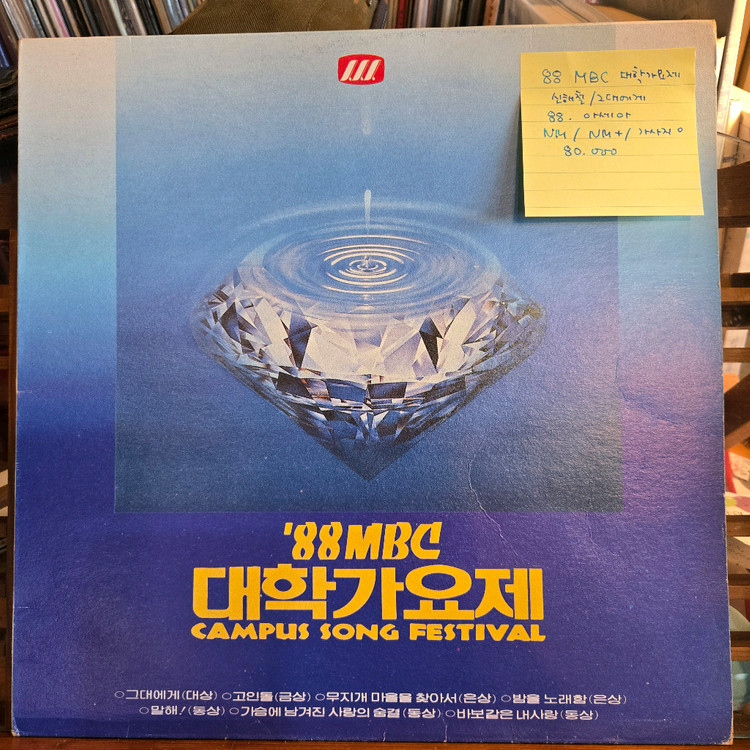 88 MBC 대학가요제
신해철/그대에게
88. 아세아
NM / NM+/ 가사지 O
80.000
'88 MBC
대학가요제
CAMPUS SONG FESTIVAL
○그대에게(대상) ○고인돌(금상) ○무지개 마을을 찾아서(은상) ○밤을 노래함(은상)
○말해!(동상) ○가슴에 남겨진 사랑의 숨결(동상) ○바보같은 내사랑(동상)